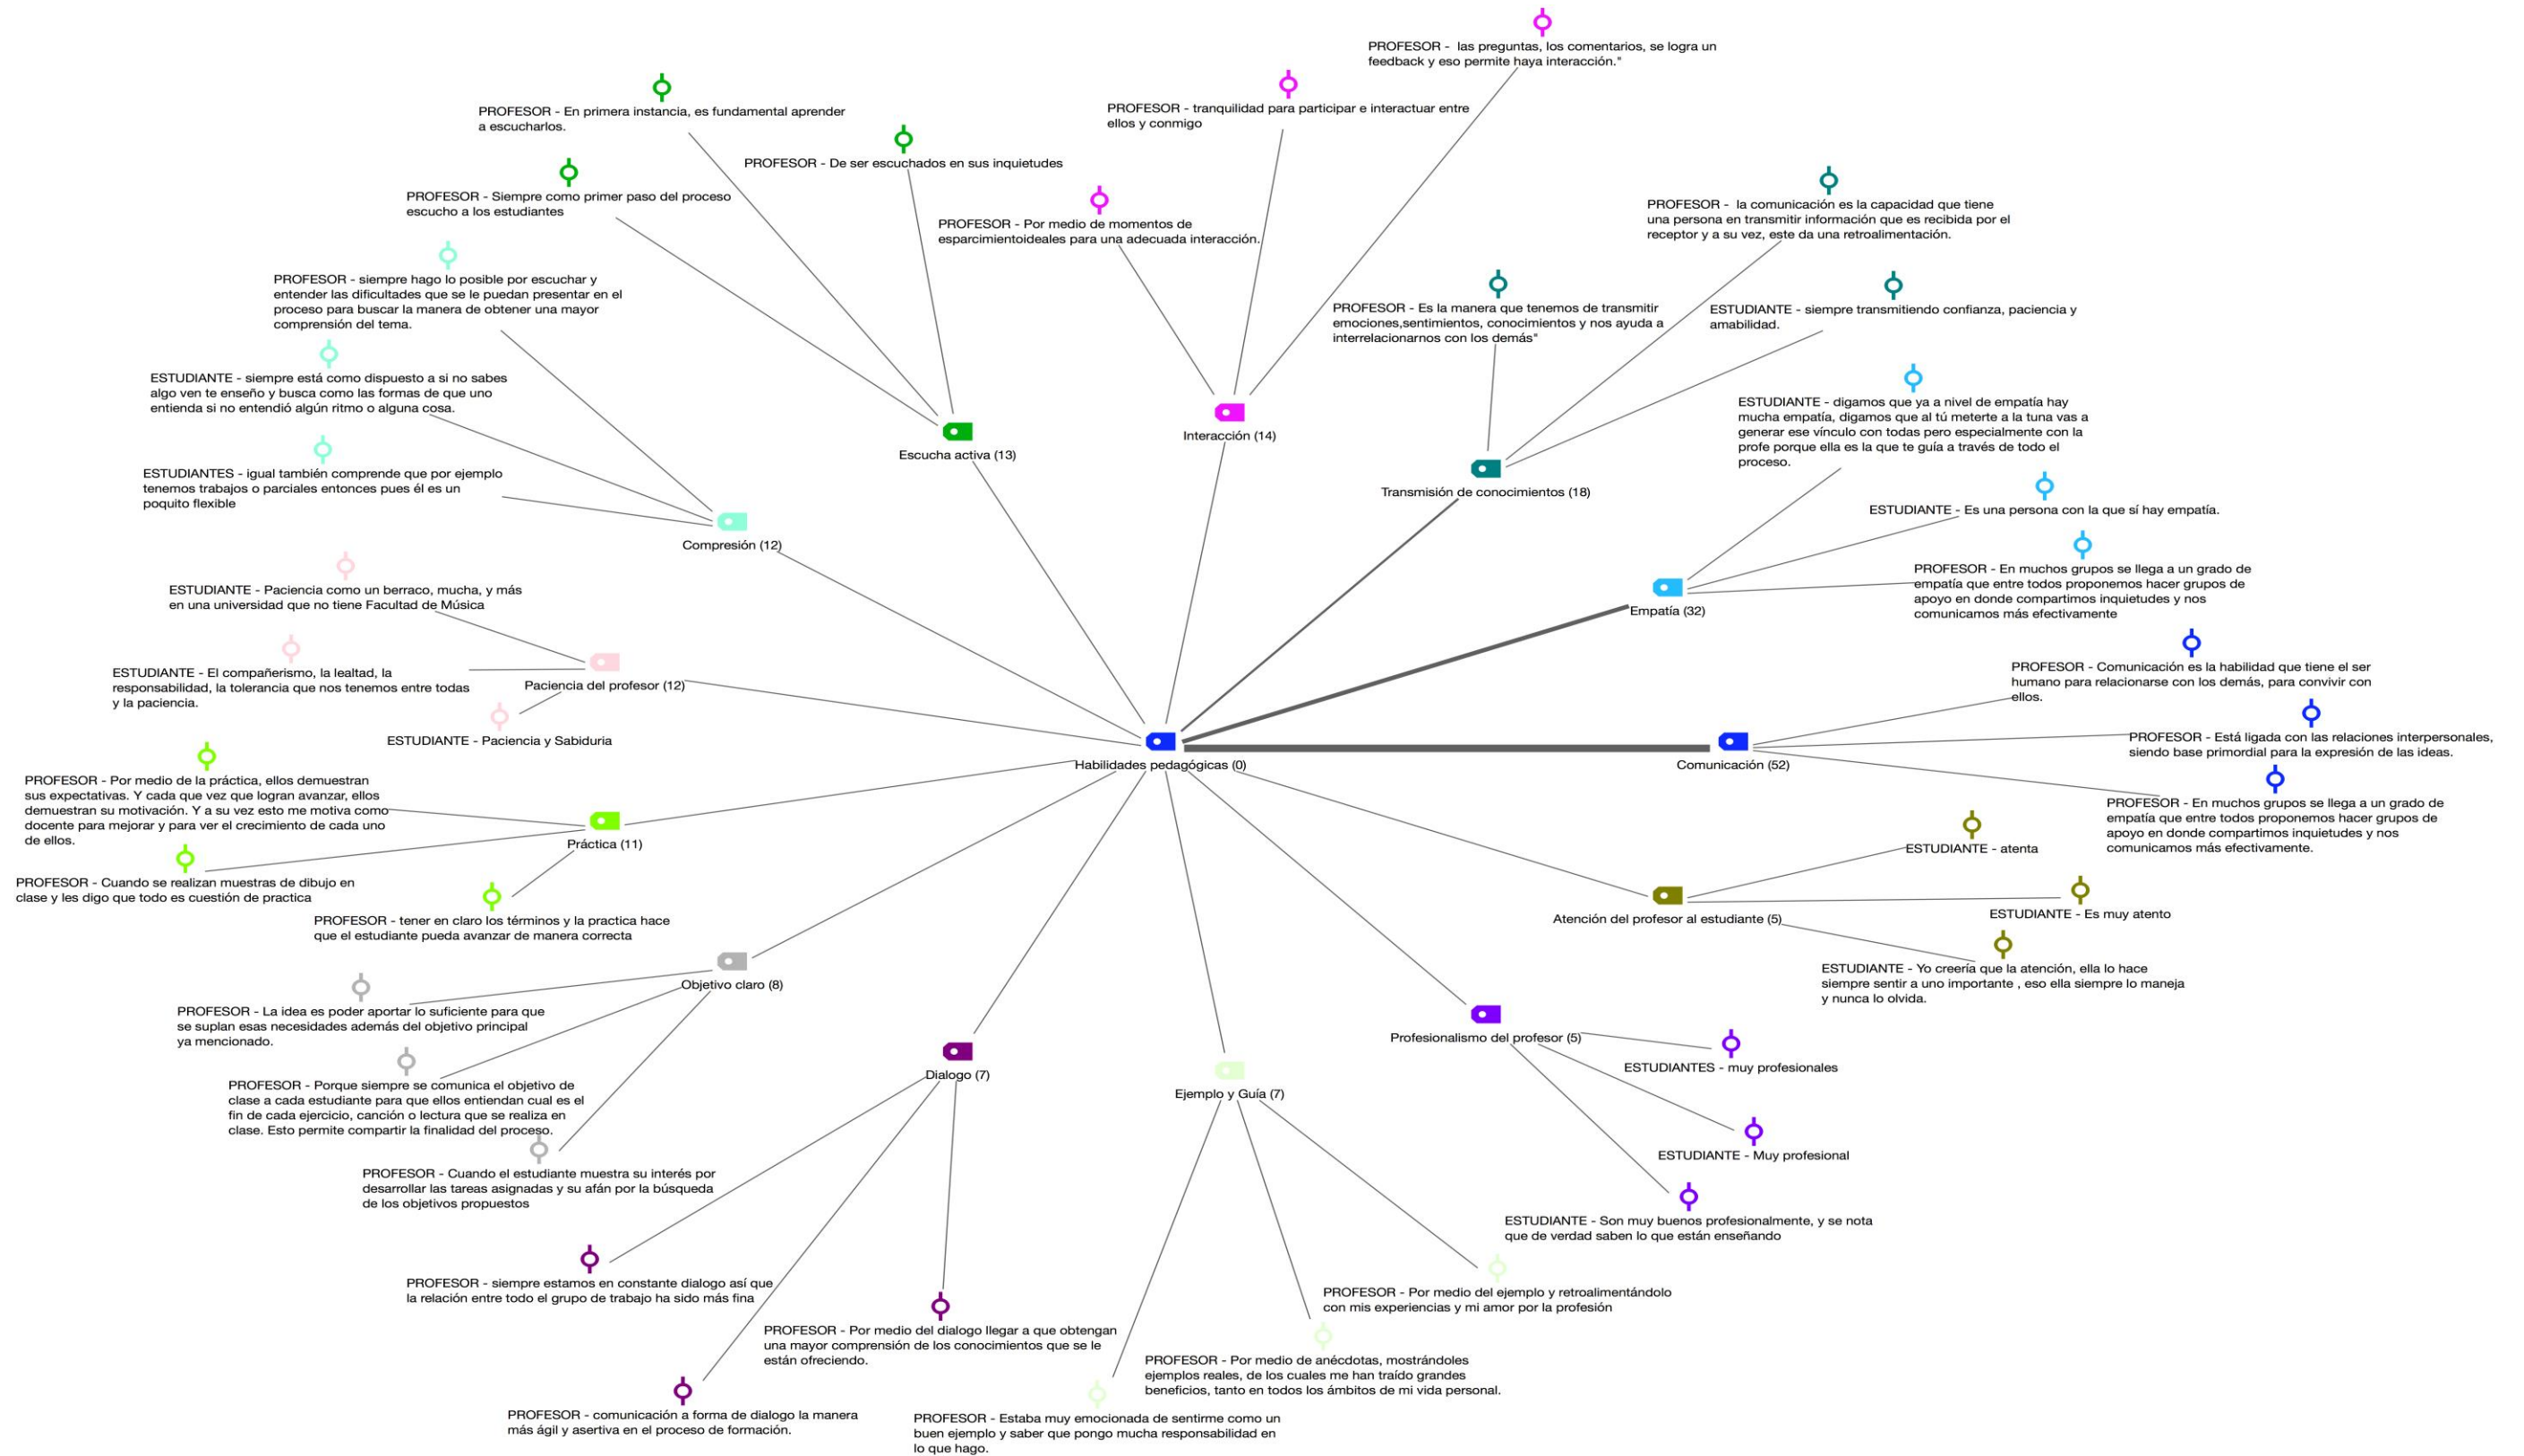 PROFESOR -  las preguntas, los comentarios, se logra un
feedback y eso permite haya interacción."
PROFESOR - tranquilidad para participar e interactuar entre
ellos y conmigo
PROFESOR - En primera instancia, es fundamental aprender
a escucharlos.
PROFESOR - De ser escuchados en sus inquietudes
PROFESOR - Siempre como primer paso del proceso
escucho a los estudiantes
PROFESOR - Por medio de momentos de
esparcimientoideales para una adecuada interacción.
PROFESOR -  la comunicación es la capacidad que tiene
una persona en transmitir información que es recibida por el
receptor y a su vez, este da una retroalimentación.
PROFESOR - siempre hago lo posible por escuchar y
entender las dificultades que se le puedan presentar en el
proceso para buscar la manera de obtener una mayor
comprensión del tema.
PROFESOR - Es la manera que tenemos de transmitir
emociones,sentimientos, conocimientos y nos ayuda a
interrelacionarnos con los demás"
ESTUDIANTE - siempre transmitiendo confianza, paciencia y
amabilidad.
ESTUDIANTE - siempre está como dispuesto a si no sabes
algo ven te enseño y busca como las formas de que uno
entienda si no entendió algún ritmo o alguna cosa.
ESTUDIANTE - digamos que ya a nivel de empatía hay
mucha empatía, digamos que al tú meterte a la tuna vas a
generar ese vínculo con todas pero especialmente con la
profe porque ella es la que te guía a través de todo el
proceso.
Escucha activa (13)
Interacción (14)
ESTUDIANTES - igual también comprende que por ejemplo
tenemos trabajos o parciales entonces pues él es un
poquito flexible
Transmisión de conocimientos (18)
ESTUDIANTE - Es una persona con la que sí hay empatía.
Compresión (12)
PROFESOR - En muchos grupos se llega a un grado de
empatía que entre todos proponemos hacer grupos de
apoyo en donde compartimos inquietudes y nos
comunicamos más efectivamente
Empatía (32)
ESTUDIANTE - Paciencia como un berraco, mucha, y más
en una universidad que no tiene Facultad de Música
ESTUDIANTE - El compañerismo, la lealtad, la
responsabilidad, la tolerancia que nos tenemos entre todas
y la paciencia.
Paciencia del profesor (12)
PROFESOR - Comunicación es la habilidad que tiene el ser
humano para relacionarse con los demás, para convivir con
ellos.
ESTUDIANTE - Paciencia y Sabiduria
PROFESOR - Está ligada con las relaciones interpersonales,
siendo base primordial para la expresión de las ideas.
Habilidades pedagógicas (0)
Comunicación (52)
PROFESOR - Por medio de la práctica, ellos demuestran
sus expectativas. Y cada que vez que logran avanzar, ellos
demuestran su motivación. Y a su vez esto me motiva como
docente para mejorar y para ver el crecimiento de cada uno
de ellos.
PROFESOR - En muchos grupos se llega a un grado de
empatía que entre todos proponemos hacer grupos de
apoyo en donde compartimos inquietudes y nos
comunicamos más efectivamente.
Práctica (11)
ESTUDIANTE - atenta
PROFESOR - Cuando se realizan muestras de dibujo en
clase y les digo que todo es cuestión de practica
PROFESOR - tener en claro los términos y la practica hace
que el estudiante pueda avanzar de manera correcta
Atención del profesor al estudiante (5)
ESTUDIANTE - Es muy atento
ESTUDIANTE - Yo creería que la atención, ella lo hace
siempre sentir a uno importante , eso ella siempre lo maneja
y nunca lo olvida.
Objetivo claro (8)
PROFESOR - La idea es poder aportar lo suficiente para que
se suplan esas necesidades además del objetivo principal
ya mencionado.
Profesionalismo del profesor (5)
ESTUDIANTES - muy profesionales
PROFESOR - Porque siempre se comunica el objetivo de
clase a cada estudiante para que ellos entiendan cual es el
fin de cada ejercicio, canción o lectura que se realiza en
clase. Esto permite compartir la finalidad del proceso.
Dialogo (7)
Ejemplo y Guía (7)
ESTUDIANTE - Muy profesional
PROFESOR - Cuando el estudiante muestra su interés por
desarrollar las tareas asignadas y su afán por la búsqueda
de los objetivos propuestos
ESTUDIANTE - Son muy buenos profesionalmente, y se nota
que de verdad saben lo que están enseñando
PROFESOR - siempre estamos en constante dialogo así que
la relación entre todo el grupo de trabajo ha sido más fina
PROFESOR - Por medio del ejemplo y retroalimentándolo
con mis experiencias y mi amor por la profesión
PROFESOR - Por medio del dialogo llegar a que obtengan
una mayor comprensión de los conocimientos que se le
están ofreciendo.
PROFESOR - Por medio de anécdotas, mostrándoles
ejemplos reales, de los cuales me han traído grandes
beneficios, tanto en todos los ámbitos de mi vida personal.
PROFESOR - comunicación a forma de dialogo la manera
más ágil y asertiva en el proceso de formación.
PROFESOR - Estaba muy emocionada de sentirme como un
buen ejemplo y saber que pongo mucha responsabilidad en
lo que hago.